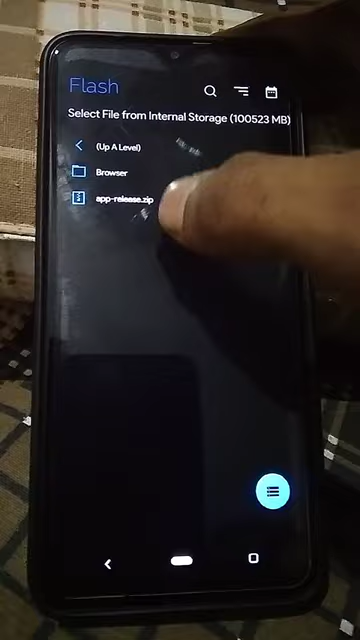 Flash
Select File from Internal Storage (100523 MB)
(Up A Level)
Browser
app-release.zip